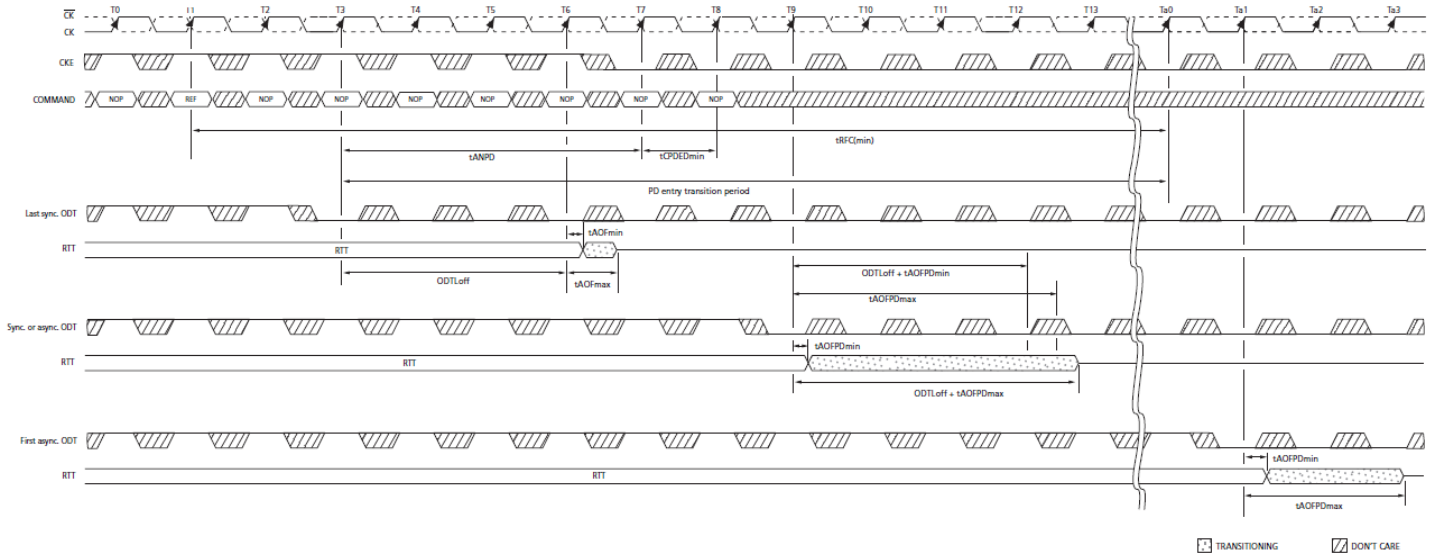 CK T0 T1 T2 T3 T4 T5 T6 T7 T8 T9 T10 T11 T12 T13 Ta0 Ta1 Ta2 Ta3
CK
CKE
COMMAND NOP REF NOP NOP NOP NOP NOP NOP NOP
tRFC(min)
tANPD tCPDEDmin
PD entry transition period
Last sync. ODT
tAOFmin
RTT RTT
ODTLoff + tAOFPDmin
ODTLoff tAOFmax
tAOFPDmax
Sync. or async. ODT
tAOFPDmin
RTT RTT
ODTLoff + tAOFPDmax
First async. ODT
tAOFPDmin
RTT RTT
tAOFPDmax
TRANSITIONING DON'T CARE